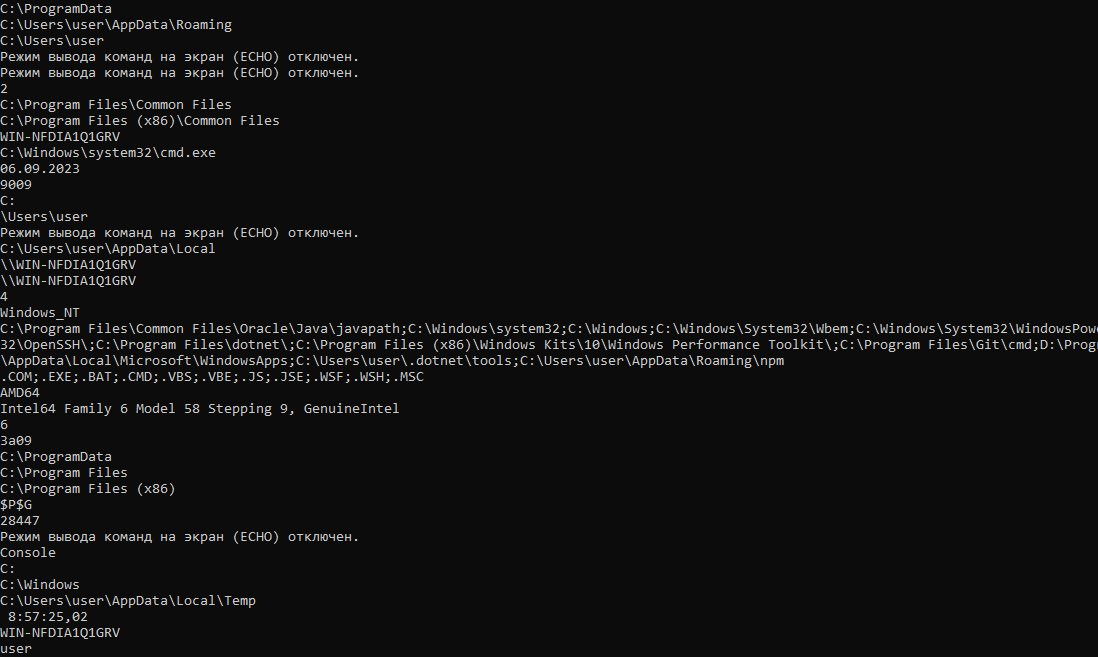 C:\ProgramData
C:\Users\user\AppData\Roaming
C:\Users\user
Режим вывода команд на экран (ECHO) отключен.
Режим вывода команд на экран (ECHO) отключен.
2
C:\Program Files\Common Files
C:\Program Files (x86)\Common Files
WIN-NFDIA1Q1GRV
C:\Windows\system32\cmd.exe
06.09.2023
9009
C:
\Users\user
Режим вывода команд на экран (ECHO) отключен.
C:\Users\user\AppData\Local
\\WIN-NFDIA1Q1GRV
\\WIN-NFDIA1Q1GRV
4
Windows_NT
C:\Program Files\Common Files\Oracle\Java\javapath;C:\Windows\system32;C:\Windows;C:\Windows\System32\Wbem;C:\Windows\System32\WindowsPow
32\OpenSSH\;C:\Program Files\dotnet\;C:\Program Files (x86)\Windows Kits\10\Windows Performance Toolkit\;C:\Program Files\Git\cmd;D:\Prog
\AppData\Local\Microsoft\WindowsApps;C:\Users\user\.dotnet\tools;C:\Users\user\AppData\Roaming\npm
.COM;.EXE;.BAT;.CMD;.VBS;.VBE;.JS;.JSE;.WSF;.WSH;.MSC
AMD64
Intel64 Family 6 Model 58 Stepping 9, GenuineIntel
6
3a09
C:\ProgramData
C:\Program Files
C:\Program Files (x86)
$P$G
28447
Режим вывода команд на экран (ECHO) отключен.
Console
C:
C:\Windows
C:\Users\user\AppData\Local\Temp
 8:57:25,02
WIN-NFDIA1Q1GRV
user